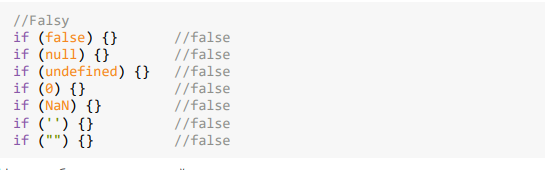 //Falsy
if (false) {}       //false
if (null) {}        //false
if (undefined) {}   //false
if (0) {}           //false
if (NaN) {}         //false
if ('') {}          //false
if ("") {}          //false